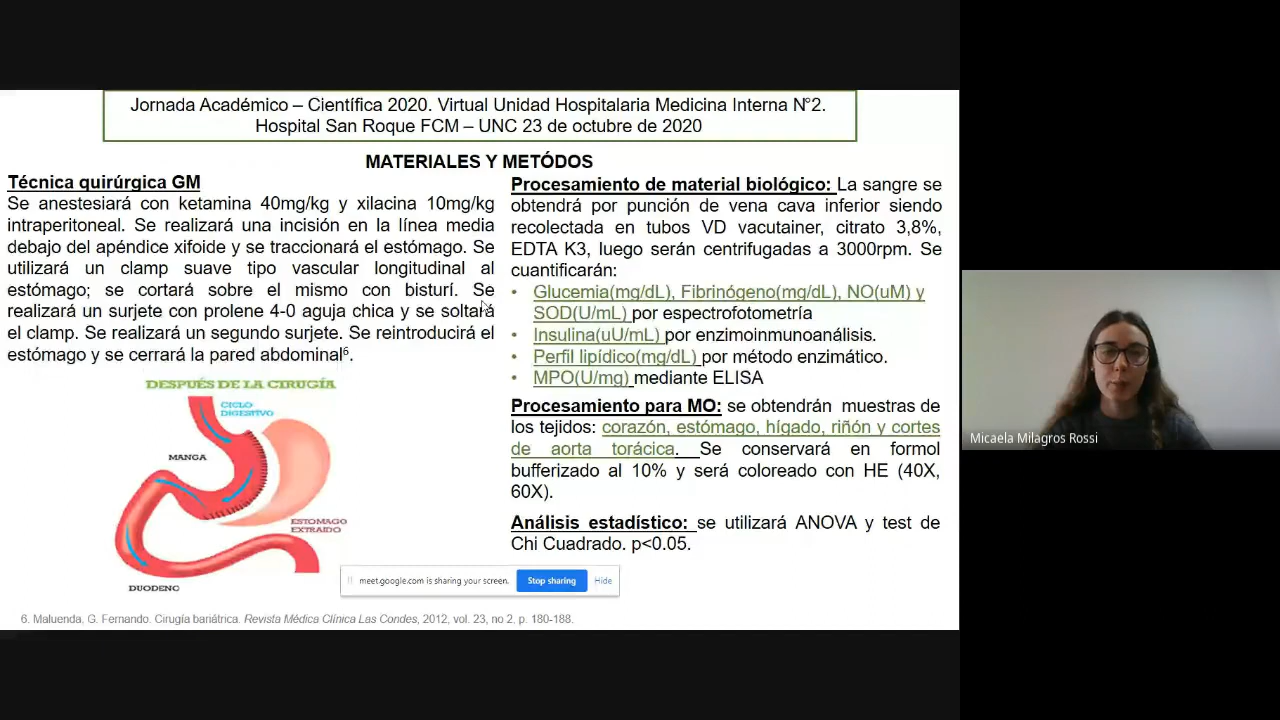 Jornada Académico – Científica 2020. Virtual Unidad Hospitalaria Medicina Interna N°2.
Hospital San Roque FCM – UNC 23 de octubre de 2020
MATERIALES Y METÓDOS
Técnica quirúrgica GM
Se anestesiará con ketamina 40mg/kg y xilacina 10mg/kg
intraperitoneal. Se realizará una incisión en la línea media
debajo del apéndice xifoide y se traccionará el estómago. Se
utilizará un clamp suave tipo vascular longitudinal al
estómago; se cortará sobre el mismo con bisturí. Se
realizará un surjete con prolene 4-0 aguja chica y se soltará
el clamp. Se realizará un segundo surjete. Se reintroducirá el
estómago y se cerrará la pared abdominal⁶.
DESPUÉS DE LA CIRUGÍA
CICLO
DIGESTIVO
MANGA
ESTOMAGO
EXTRAIDO
DUODENO
Procesamiento de material biológico: La sangre se
obtendrá por punción de vena cava inferior siendo
recolectada en tubos VD vacutainer, citrato 3,8%,
EDTA K3, luego serán centrifugadas a 3000rpm. Se
cuantificarán:
• Glucemia(mg/dL), Fibrinógeno(mg/dL), NO(uM) y
SOD(U/mL) por espectrofotometría
• Insulina(uU/mL) por enzimoinmunoanálisis.
• Perfil lipídico(mg/dL) por método enzimático.
• MPO(U/mg) mediante ELISA
Procesamiento para MO: se obtendrán muestras de
los tejidos: corazón, estómago, hígado, riñón y cortes
de aorta torácica. Se conservará en formol
bufferizado al 10% y será coloreado con HE (40X,
60X).
Análisis estadístico: se utilizará ANOVA y test de
Chi Cuadrado. p<0.05.
meet.google.com is sharing your screen. Stop sharing Hide
6. Maluenda, G. Fernando. Cirugía bariátrica. Revista Médica Clínica Las Condes, 2012, vol. 23, no 2, p. 180-188.
Micaela Milagros Rossi